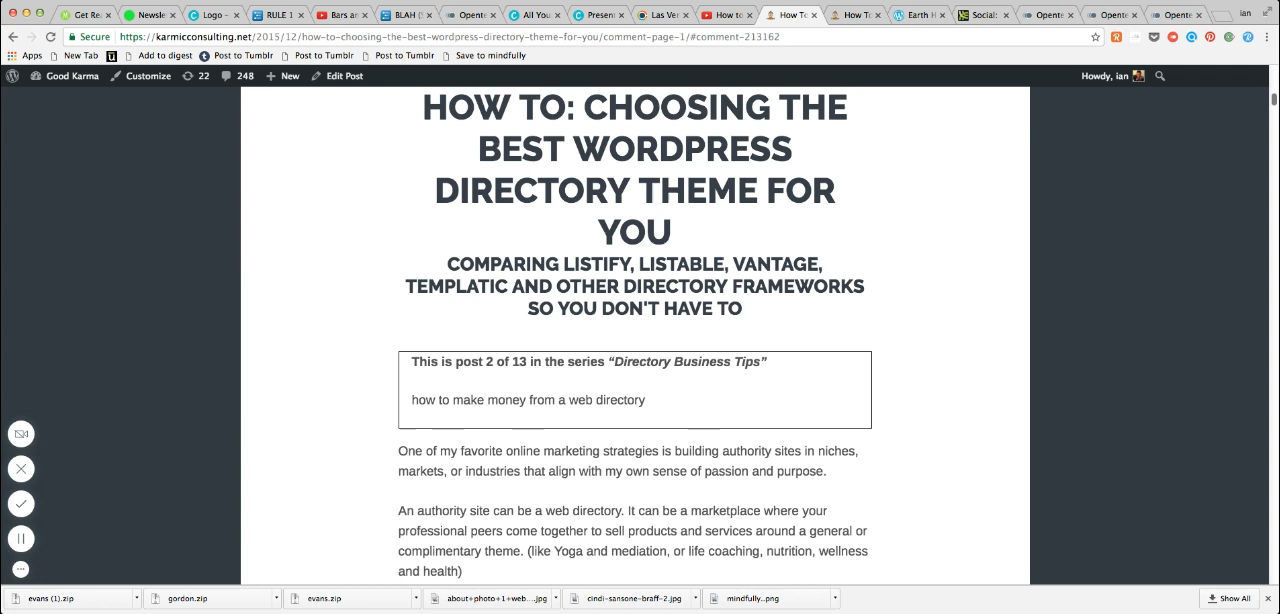 Get Re
Newsle
Logo -
RULE 1
Bars an
BLAH (
Opente
All You
Present
Las Ve
How to
How To
How To
Earth H
Social:
Opente
Opente
Opente
ian
Secure
https://karmicconsulting.net/2015/12/how-to-choosing-the-best-wordpress-directory-theme-for-you/comment-page-1/#comment-213162
Apps New Tab Add to digest Post to Tumblr Post to Tumblr Post to Tumblr Save to mindfully
Good Karma Customize 22 248 + New Edit Post Howdy, ian
HOW TO: CHOOSING THE
BEST WORDPRESS
DIRECTORY THEME FOR
YOU
COMPARING LISTIFY, LISTABLE, VANTAGE,
TEMPLATIC AND OTHER DIRECTORY FRAMEWORKS
SO YOU DON'T HAVE TO
This is post 2 of 13 in the series “Directory Business Tips”
how to make money from a web directory
One of my favorite online marketing strategies is building authority sites in niches,
markets, or industries that align with my own sense of passion and purpose.
An authority site can be a web directory. It can be a marketplace where your
professional peers come together to sell products and services around a general or
complimentary theme. (like Yoga and mediation, or life coaching, nutrition, wellness
and health)
evans (1).zip gordon.zip evans.zip about+photo+1+web....jpg cindi-sansone-braff-2.jpg mindfully..png Show All